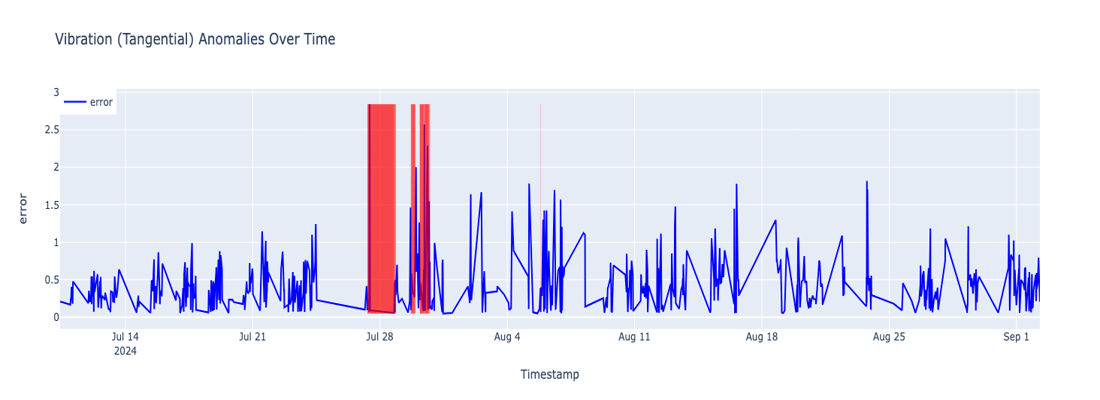 Vibration (Tangential) Anomalies Over Time
error
3
2.5
2
1.5
1
0.5
0
error
Jul 14
2024
Jul 21
Jul 28
Aug 4
Aug 11
Aug 18
Aug 25
Sep 1
Timestamp